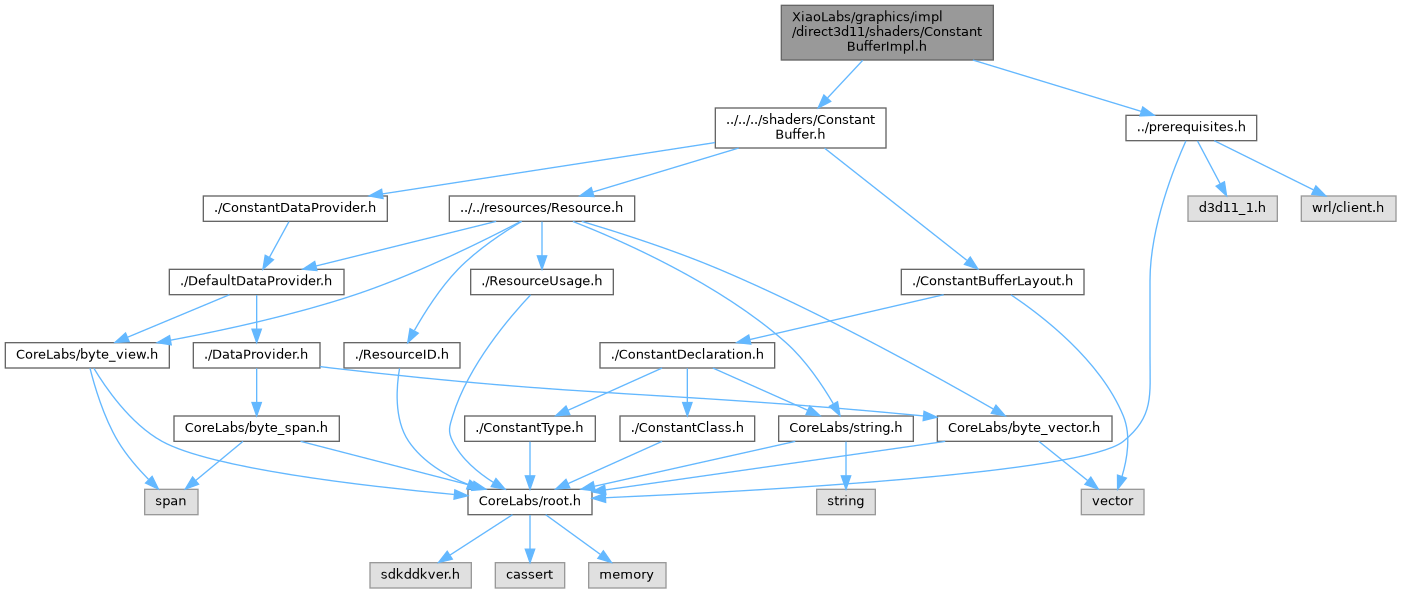 XiaoLabs/graphics/impl
/direct3d11/shaders/Constant
BufferImpl.h
../../../shaders/Constant
Buffer.h
../prerequisites.h
./ConstantDataProvider.h
../../resources/Resource.h
d3d11_1.h
wrl/client.h
./DefaultDataProvider.h
./ResourceUsage.h
./ConstantBufferLayout.h
CoreLabs/byte_view.h
./DataProvider.h
./ResourceID.h
./ConstantDeclaration.h
CoreLabs/byte_span.h
./ConstantType.h
./ConstantClass.h
CoreLabs/string.h
CoreLabs/byte_vector.h
span
CoreLabs/root.h
string
vector
sdkddkver.h
cassert
memory